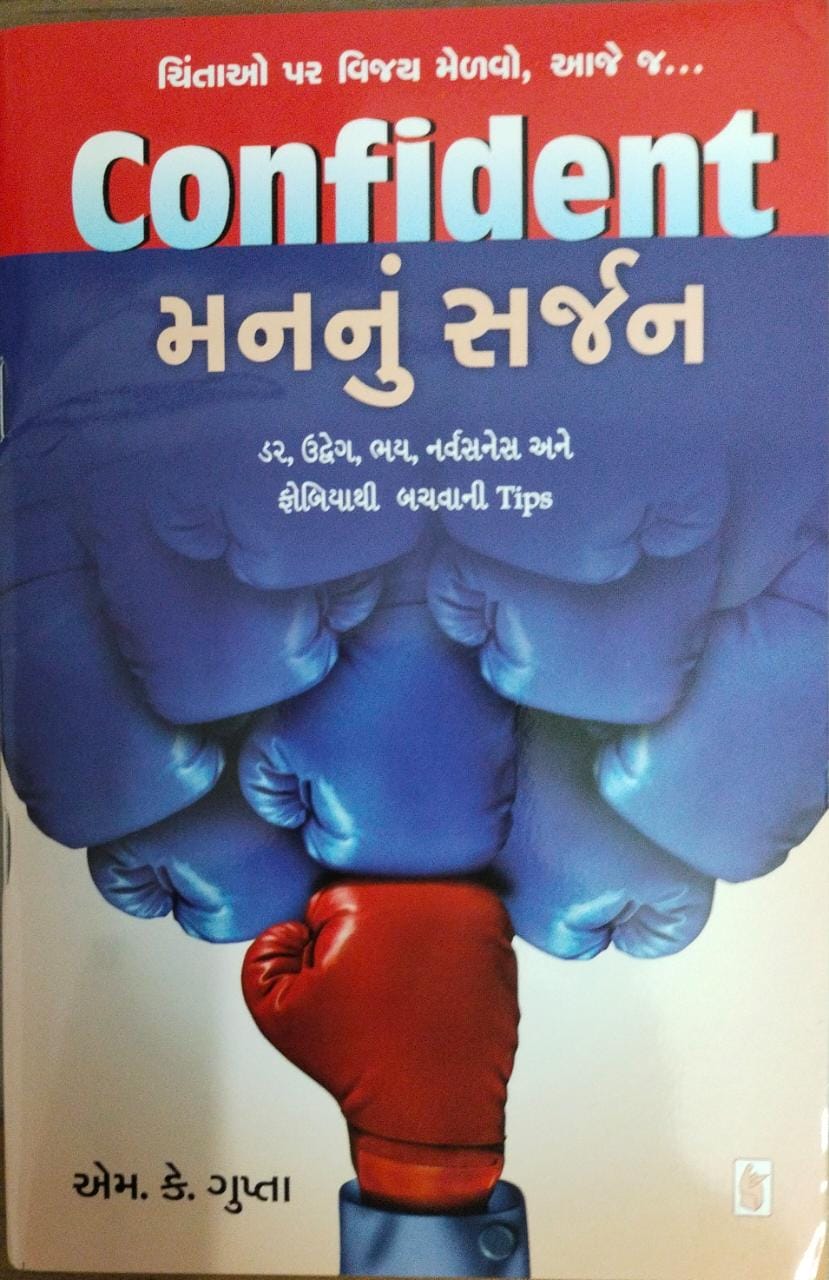 ચિંતાઓ પર વિજય મેળવો, આજે જ...
Confident
મનનું સર્જન
ડર, ઉદ્વેગ, ભય, નર્વસનેસ અને
ફોબિયાથી બચવાની Tips
એમ. કે. ગુપ્તા